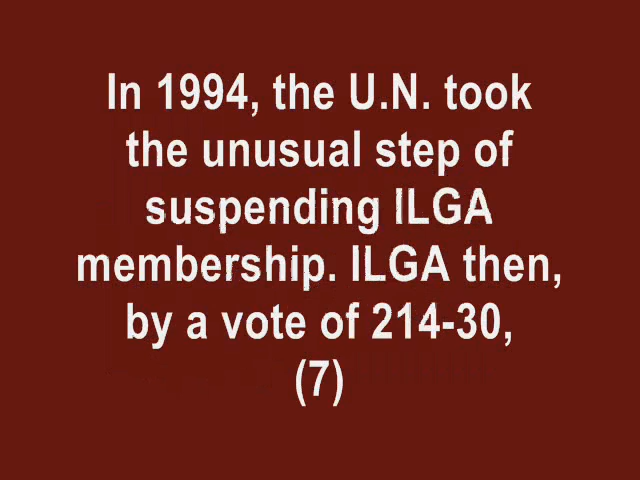 In 1994, the U.N. took
the unusual step of
suspending ILGA
membership. ILGA then,
by a vote of 214-30,
(7)